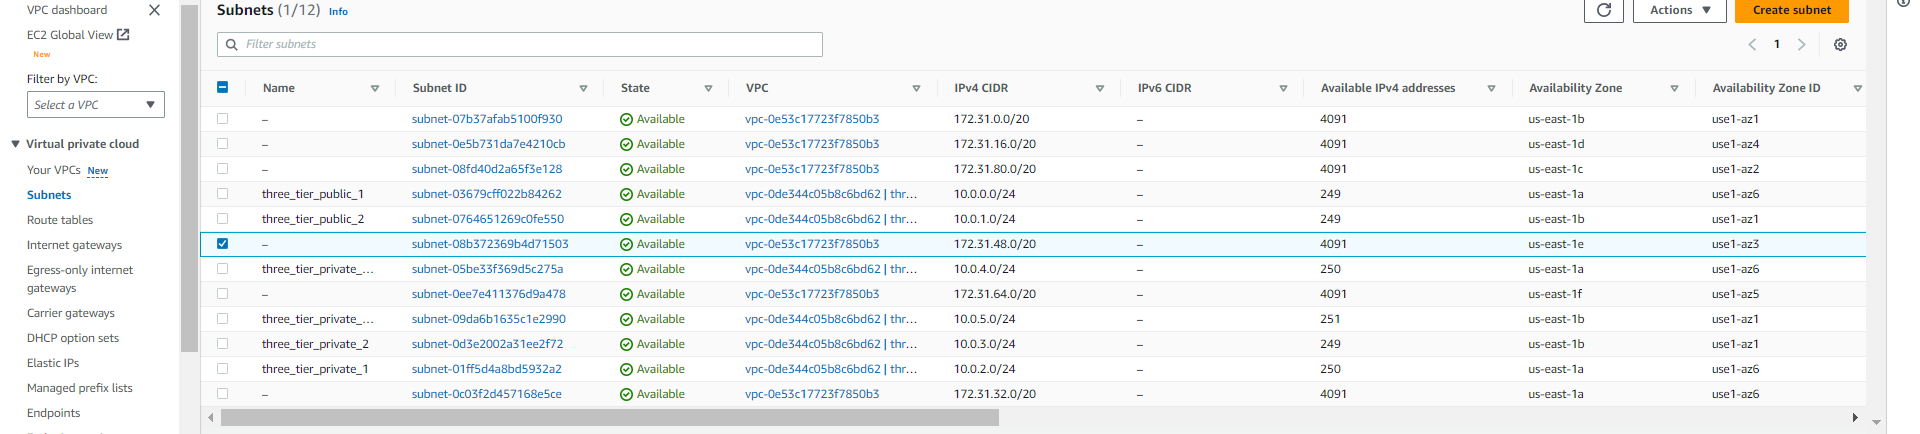 VPC dashboard
EC2 Global View
New
Filter by VPC:
Select a VPC
Virtual private cloud
Your VPCs New
Subnets
Route tables
Internet gateways
Egress-only internet
gateways
Carrier gateways
DHCP option sets
Elastic IPs
Managed prefix lists
Endpoints
Subnets (1/12) Info
Actions
Create subnet
Filter subnets
1
Name Subnet ID State VPC IPv4 CIDR IPv6 CIDR Available IPv4 addresses Availability Zone Availability Zone ID
– subnet-07b37afab5100f930 Available vpc-0e53c17723f7850b3 172.31.0.0/20 – 4091 us-east-1b use1-az1
– subnet-0e5b731da7e4210cb Available vpc-0e53c17723f7850b3 172.31.16.0/20 – 4091 us-east-1d use1-az4
– subnet-08fd40d2a65f3e128 Available vpc-0e53c17723f7850b3 172.31.80.0/20 – 4091 us-east-1c use1-az2
three_tier_public_1 subnet-03679cff022b84262 Available vpc-0de344c05b8c6bd62 | thr... 10.0.0.0/24 – 249 us-east-1a use1-az6
three_tier_public_2 subnet-0764651269c0fe550 Available vpc-0de344c05b8c6bd62 | thr... 10.0.1.0/24 – 249 us-east-1b use1-az1
– subnet-08b372369b4d71503 Available vpc-0e53c17723f7850b3 172.31.48.0/20 – 4091 us-east-1e use1-az3
three_tier_private_... subnet-05be33f369d5c275a Available vpc-0de344c05b8c6bd62 | thr... 10.0.4.0/24 – 250 us-east-1a use1-az6
– subnet-0ee7e411376d9a478 Available vpc-0e53c17723f7850b3 172.31.64.0/20 – 4091 us-east-1f use1-az5
three_tier_private_... subnet-09da6b1635c1e2990 Available vpc-0de344c05b8c6bd62 | thr... 10.0.5.0/24 – 251 us-east-1b use1-az1
three_tier_private_2 subnet-0d3e2002a31ee2f72 Available vpc-0de344c05b8c6bd62 | thr... 10.0.3.0/24 – 249 us-east-1b use1-az1
three_tier_private_1 subnet-01ff5d4a8bd5932a2 Available vpc-0de344c05b8c6bd62 | thr... 10.0.2.0/24 – 250 us-east-1a use1-az6
– subnet-0c03f2d457168e5ce Available vpc-0e53c17723f7850b3 172.31.32.0/20 – 4091 us-east-1a use1-az6